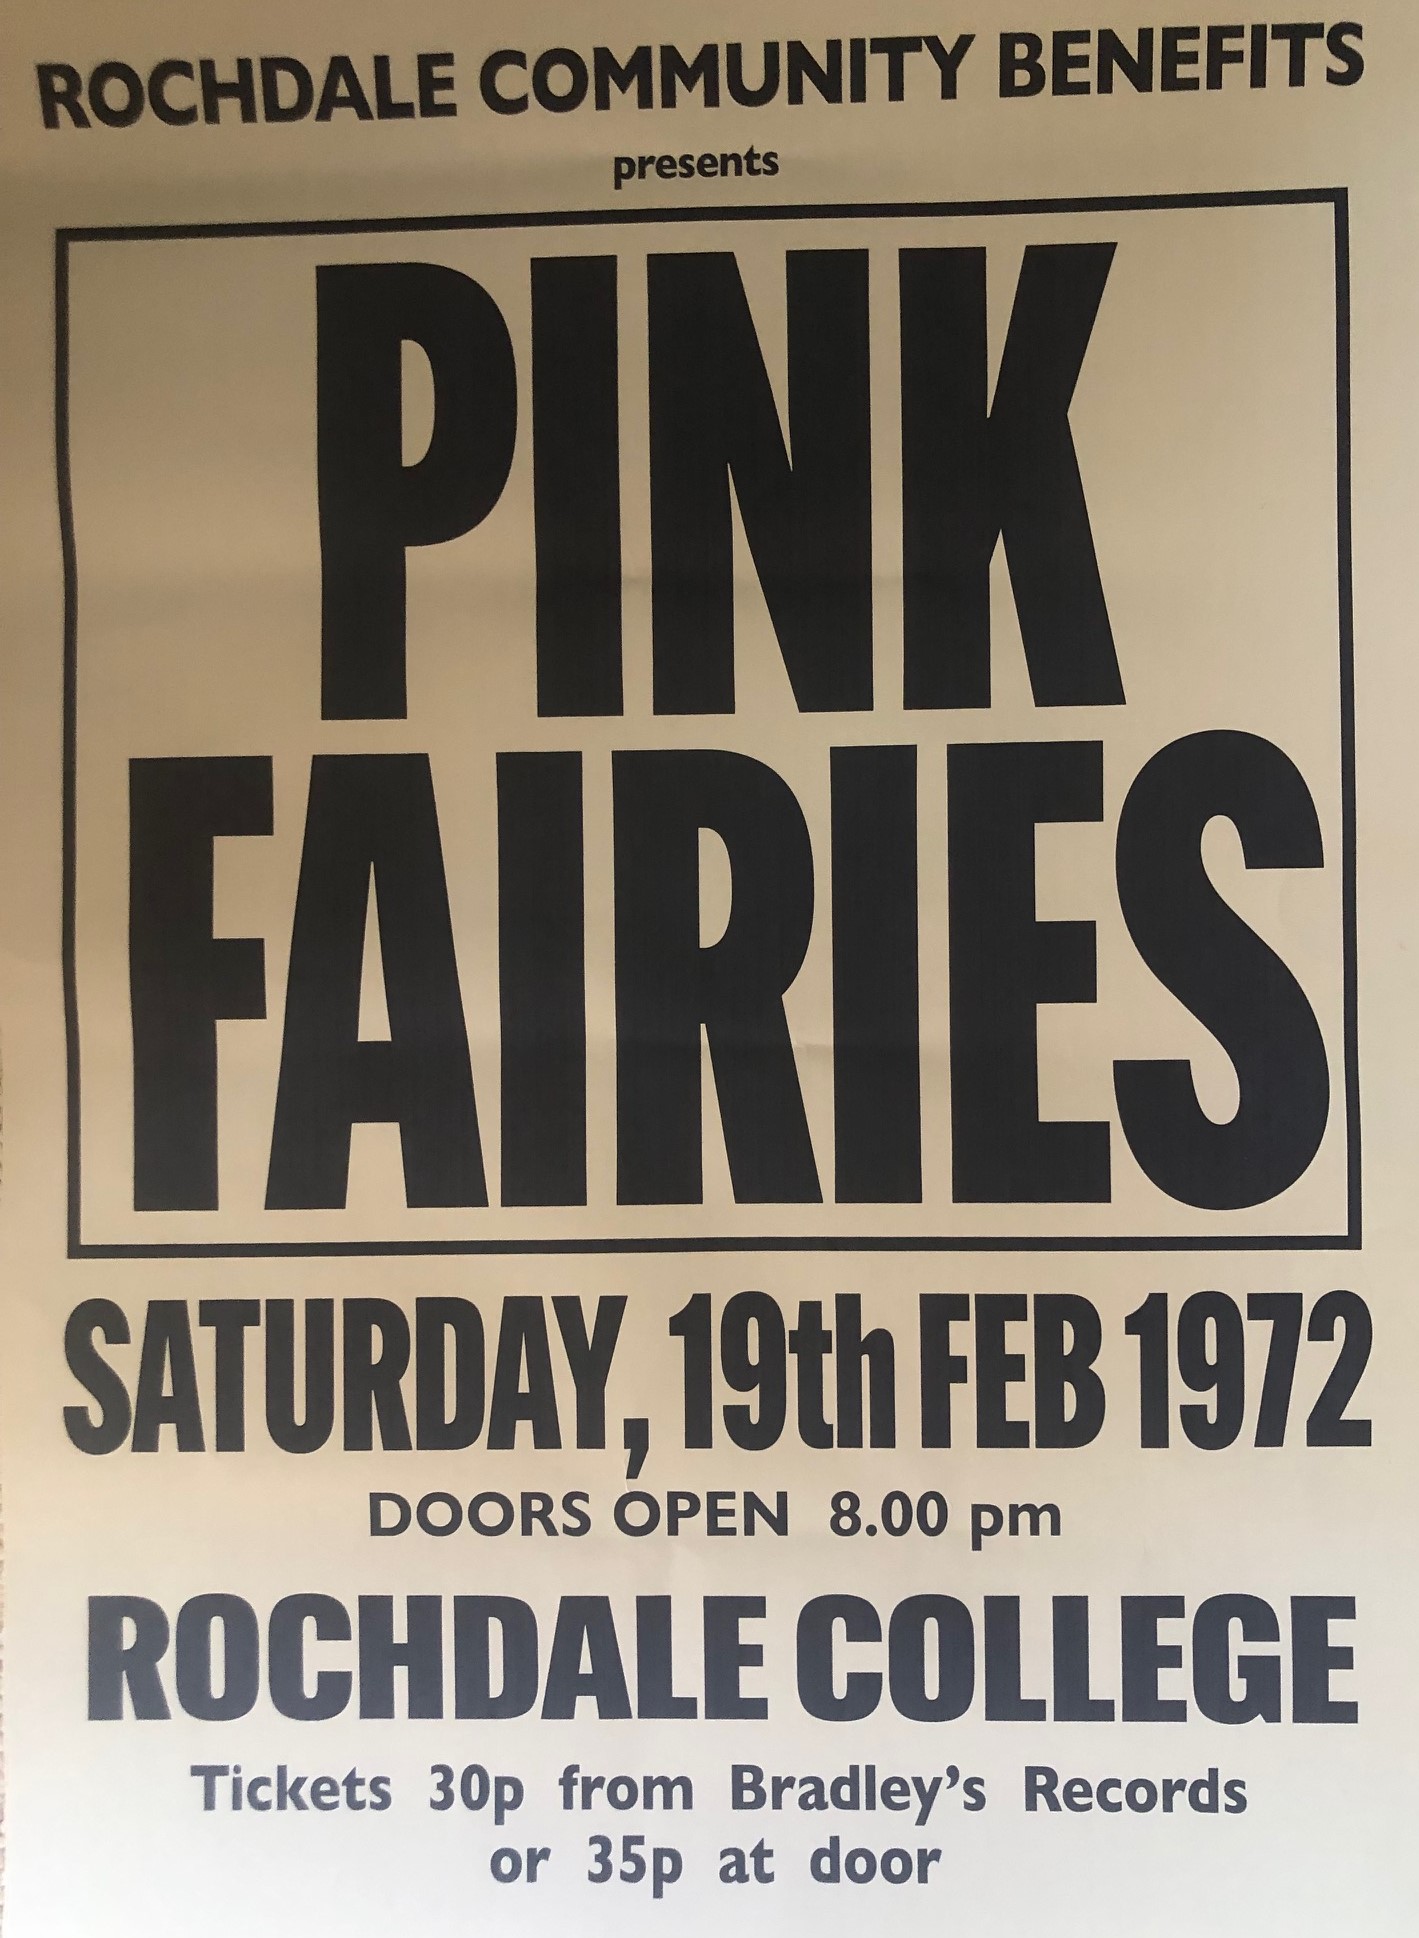 ROCHDALE COMMUNITY BENEFITS
presents
PINK
FAIRIES
SATURDAY, 19th FEB 1972
DOORS OPEN 8.00 pm
ROCHDALE COLLEGE
Tickets 30p from Bradley's Records
or 35p at door